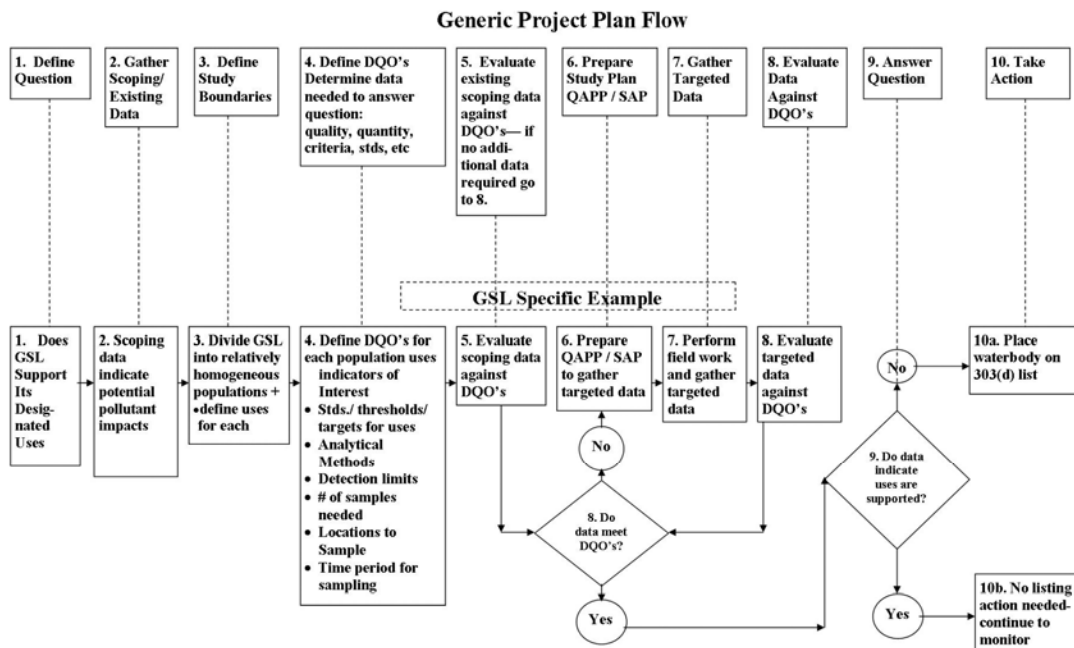 Generic Project Plan Flow
1. Define
Question
2. Gather
Scoping/
Existing
Data
3. Define
Study
Boundaries
4. Define DQO's
Determine data
needed to answer
question:
quality, quantity,
criteria, stds, etc
5. Evaluate
existing
scoping data
against
DQO's— if
no addi-
tional data
required go
to 8.
6. Prepare
Study Plan
QAPP / SAP
7. Gather
Targeted
Data
8. Evaluate
Data
Against
DQO's
9. Answer
Question
10. Take
Action
GSL Specific Example
1. Does
GSL
Support
Its
Desig-
nated
Uses
2. Scoping
data
indicate
potential
pollutant
impacts
3. Divide GSL
into relatively
homogeneous
populations +
•define uses
for each
4. Define DQO's for
each population uses
indicators of
Interest
• Stds./ thresholds/
targets for uses
• Analytical
Methods
• Detection limits
• # of samples
needed
• Locations to
Sample
• Time period for
sampling
5. Evaluate
scoping data
against
DQO's
6. Prepare
QAPP / SAP
to gather
targeted data
7. Perform
field work
and gather
targeted
data
8. Evaluate
targeted
data
against
DQO's
No
8. Do
data meet
DQO's?
Yes
No
9. Do data
indicate
uses are
supported?
Yes
10a. Place
waterbody on
303(d) list
10b. No listing
action needed-
continue to
monitor